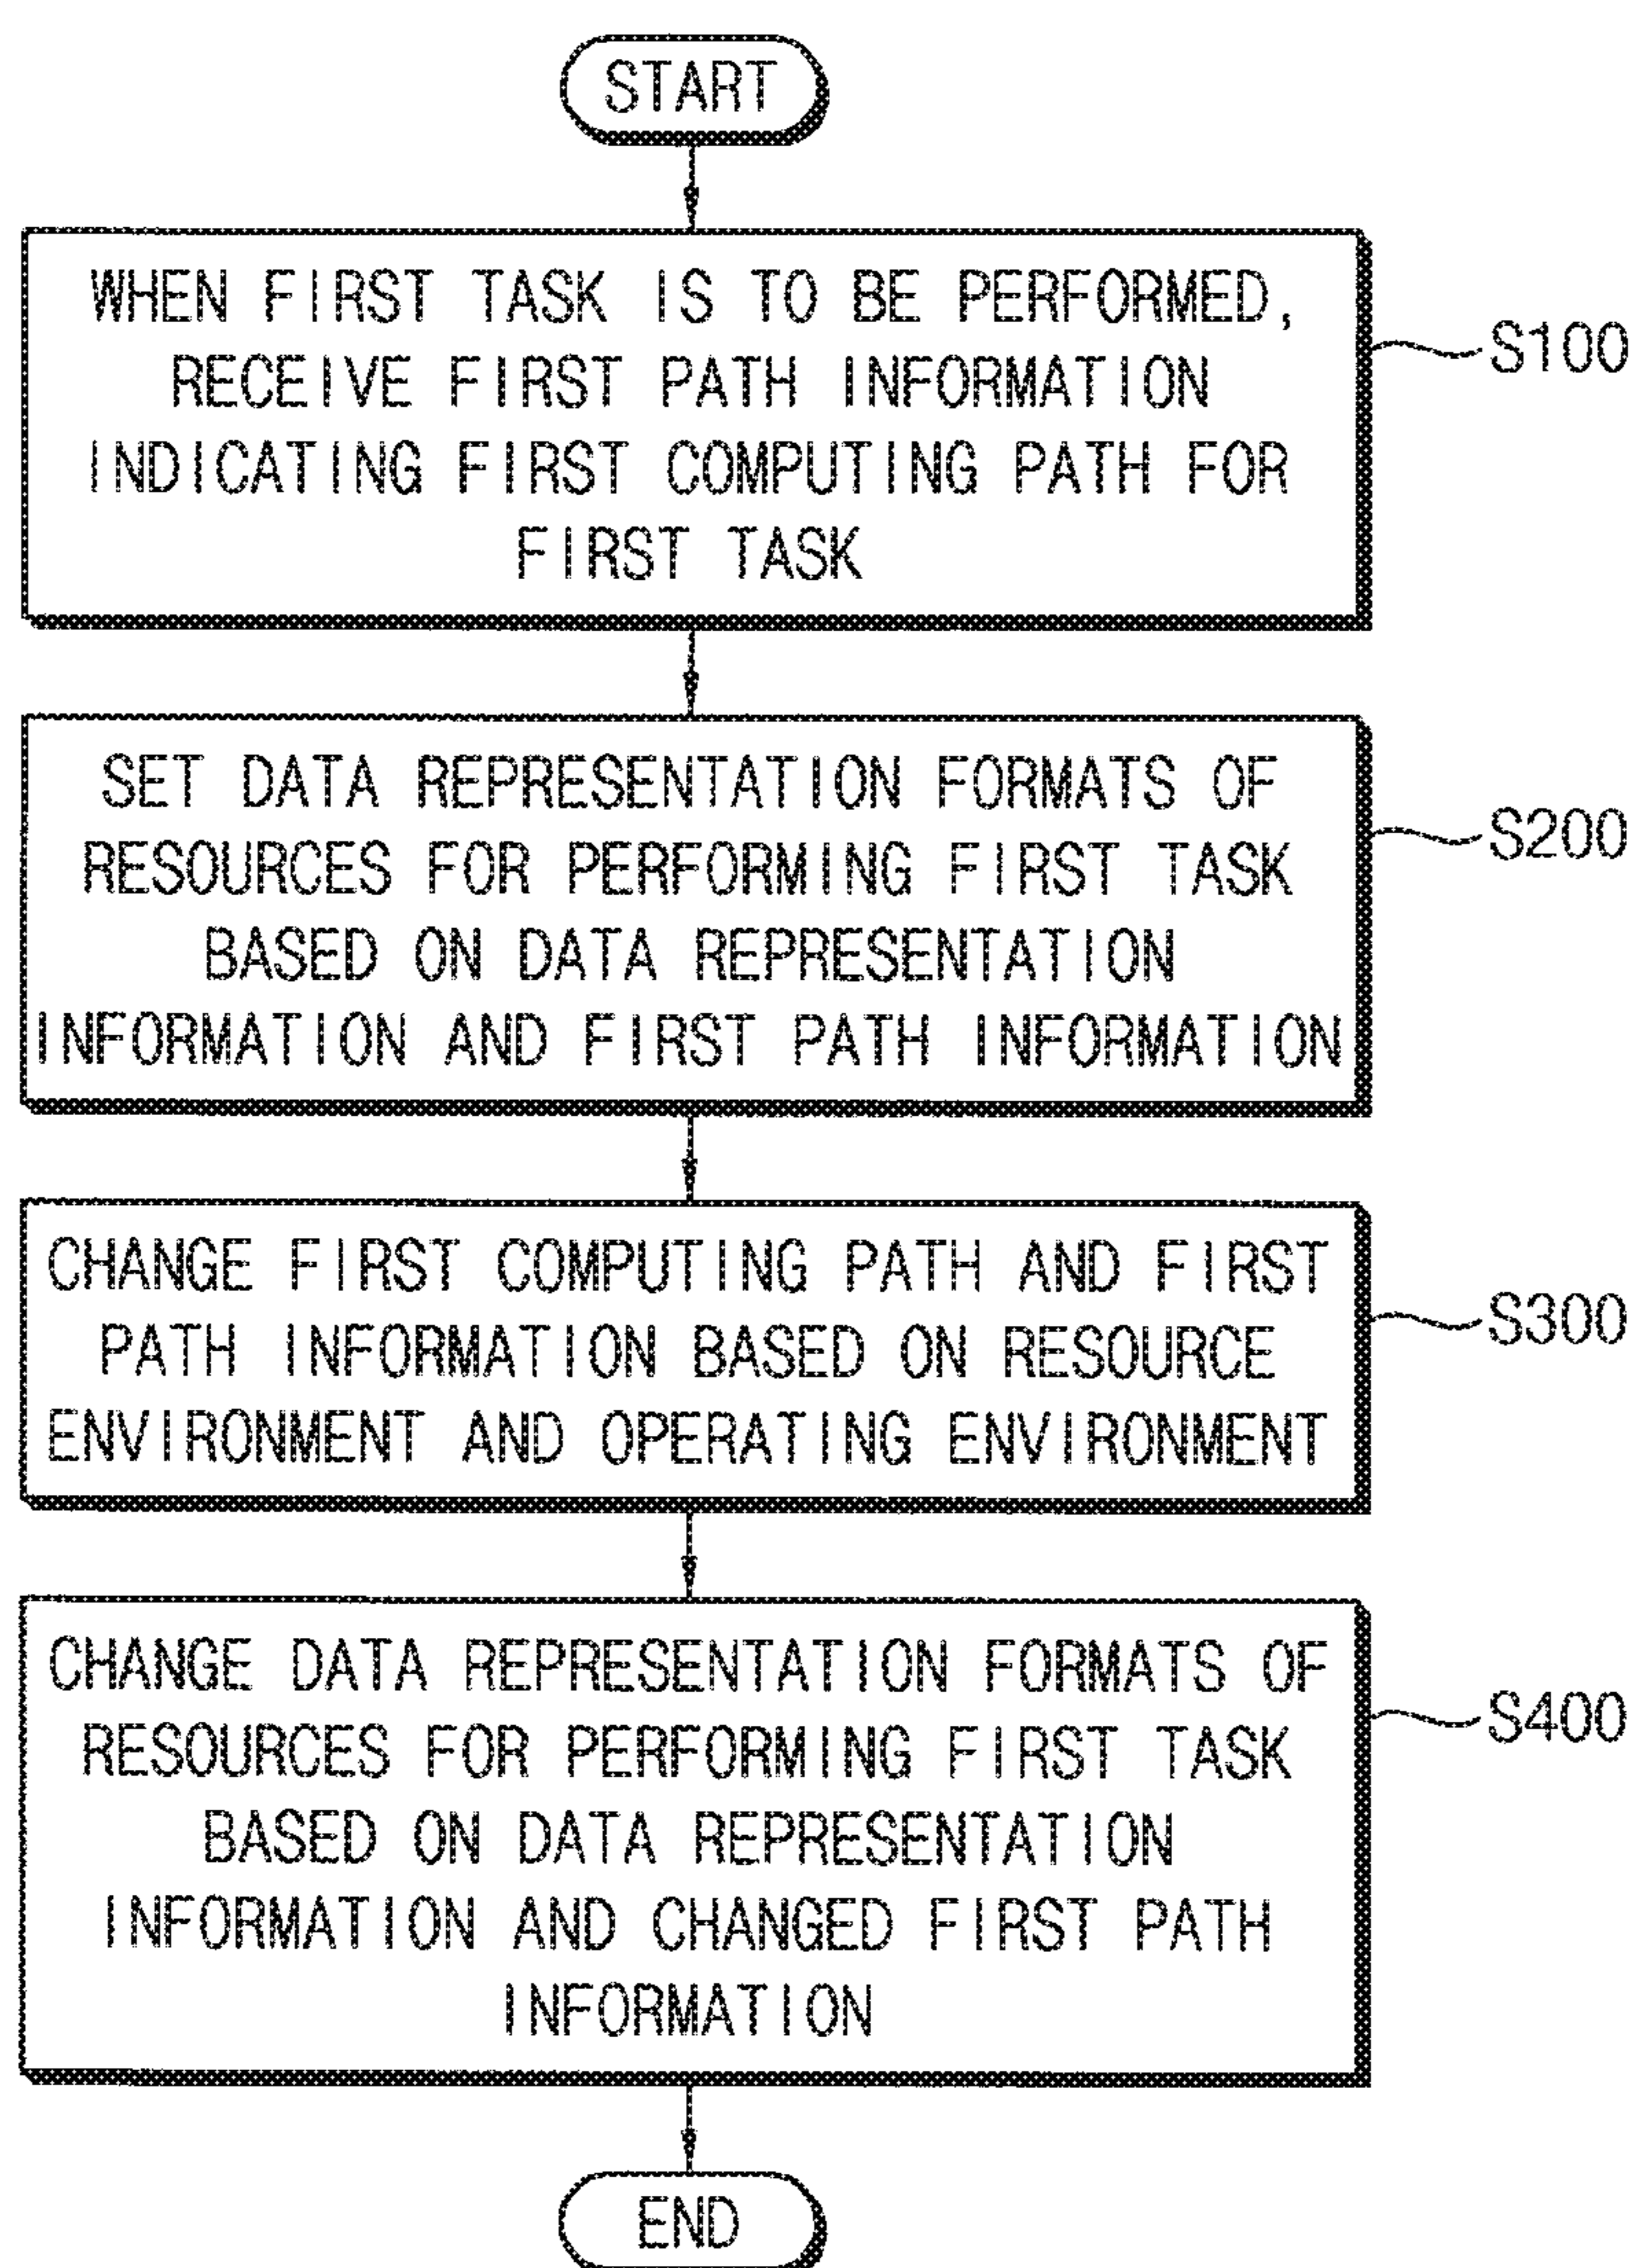 START
WHEN FIRST TASK IS TO BE PERFORMED,
RECEIVE FIRST PATH INFORMATION
INDICATING FIRST COMPUTING PATH FOR
FIRST TASK
S100
SET DATA REPRESENTATION FORMATS OF
RESOURCES FOR PERFORMING FIRST TASK
BASED ON DATA REPRESENTATION
INFORMATION AND FIRST PATH INFORMATION
S200
CHANGE FIRST COMPUTING PATH AND FIRST
PATH INFORMATION BASED ON RESOURCE
ENVIRONMENT AND OPERATING ENVIRONMENT
S300
CHANGE DATA REPRESENTATION FORMATS OF
RESOURCES FOR PERFORMING FIRST TASK
BASED ON DATA REPRESENTATION
INFORMATION AND CHANGED FIRST PATH
INFORMATION
S400
END